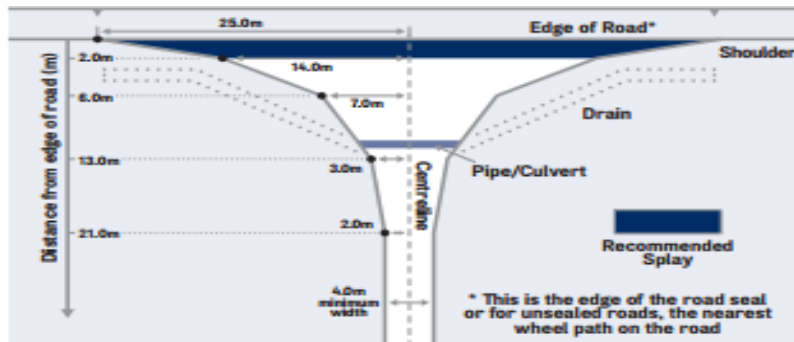 25.0m
Edge of Road*
Shoulder
2.0m
14.0m
6.0m
7.0m
Drain
13.0m
3.0m
Pipe/Culvert
Centreline
Distance from edge of road (m)
21.0m
2.0m
Recommended
Splay
4.0m
minimum
width
* This is the edge of the road seal
or for unsealed roads, the nearest
wheel path on the road